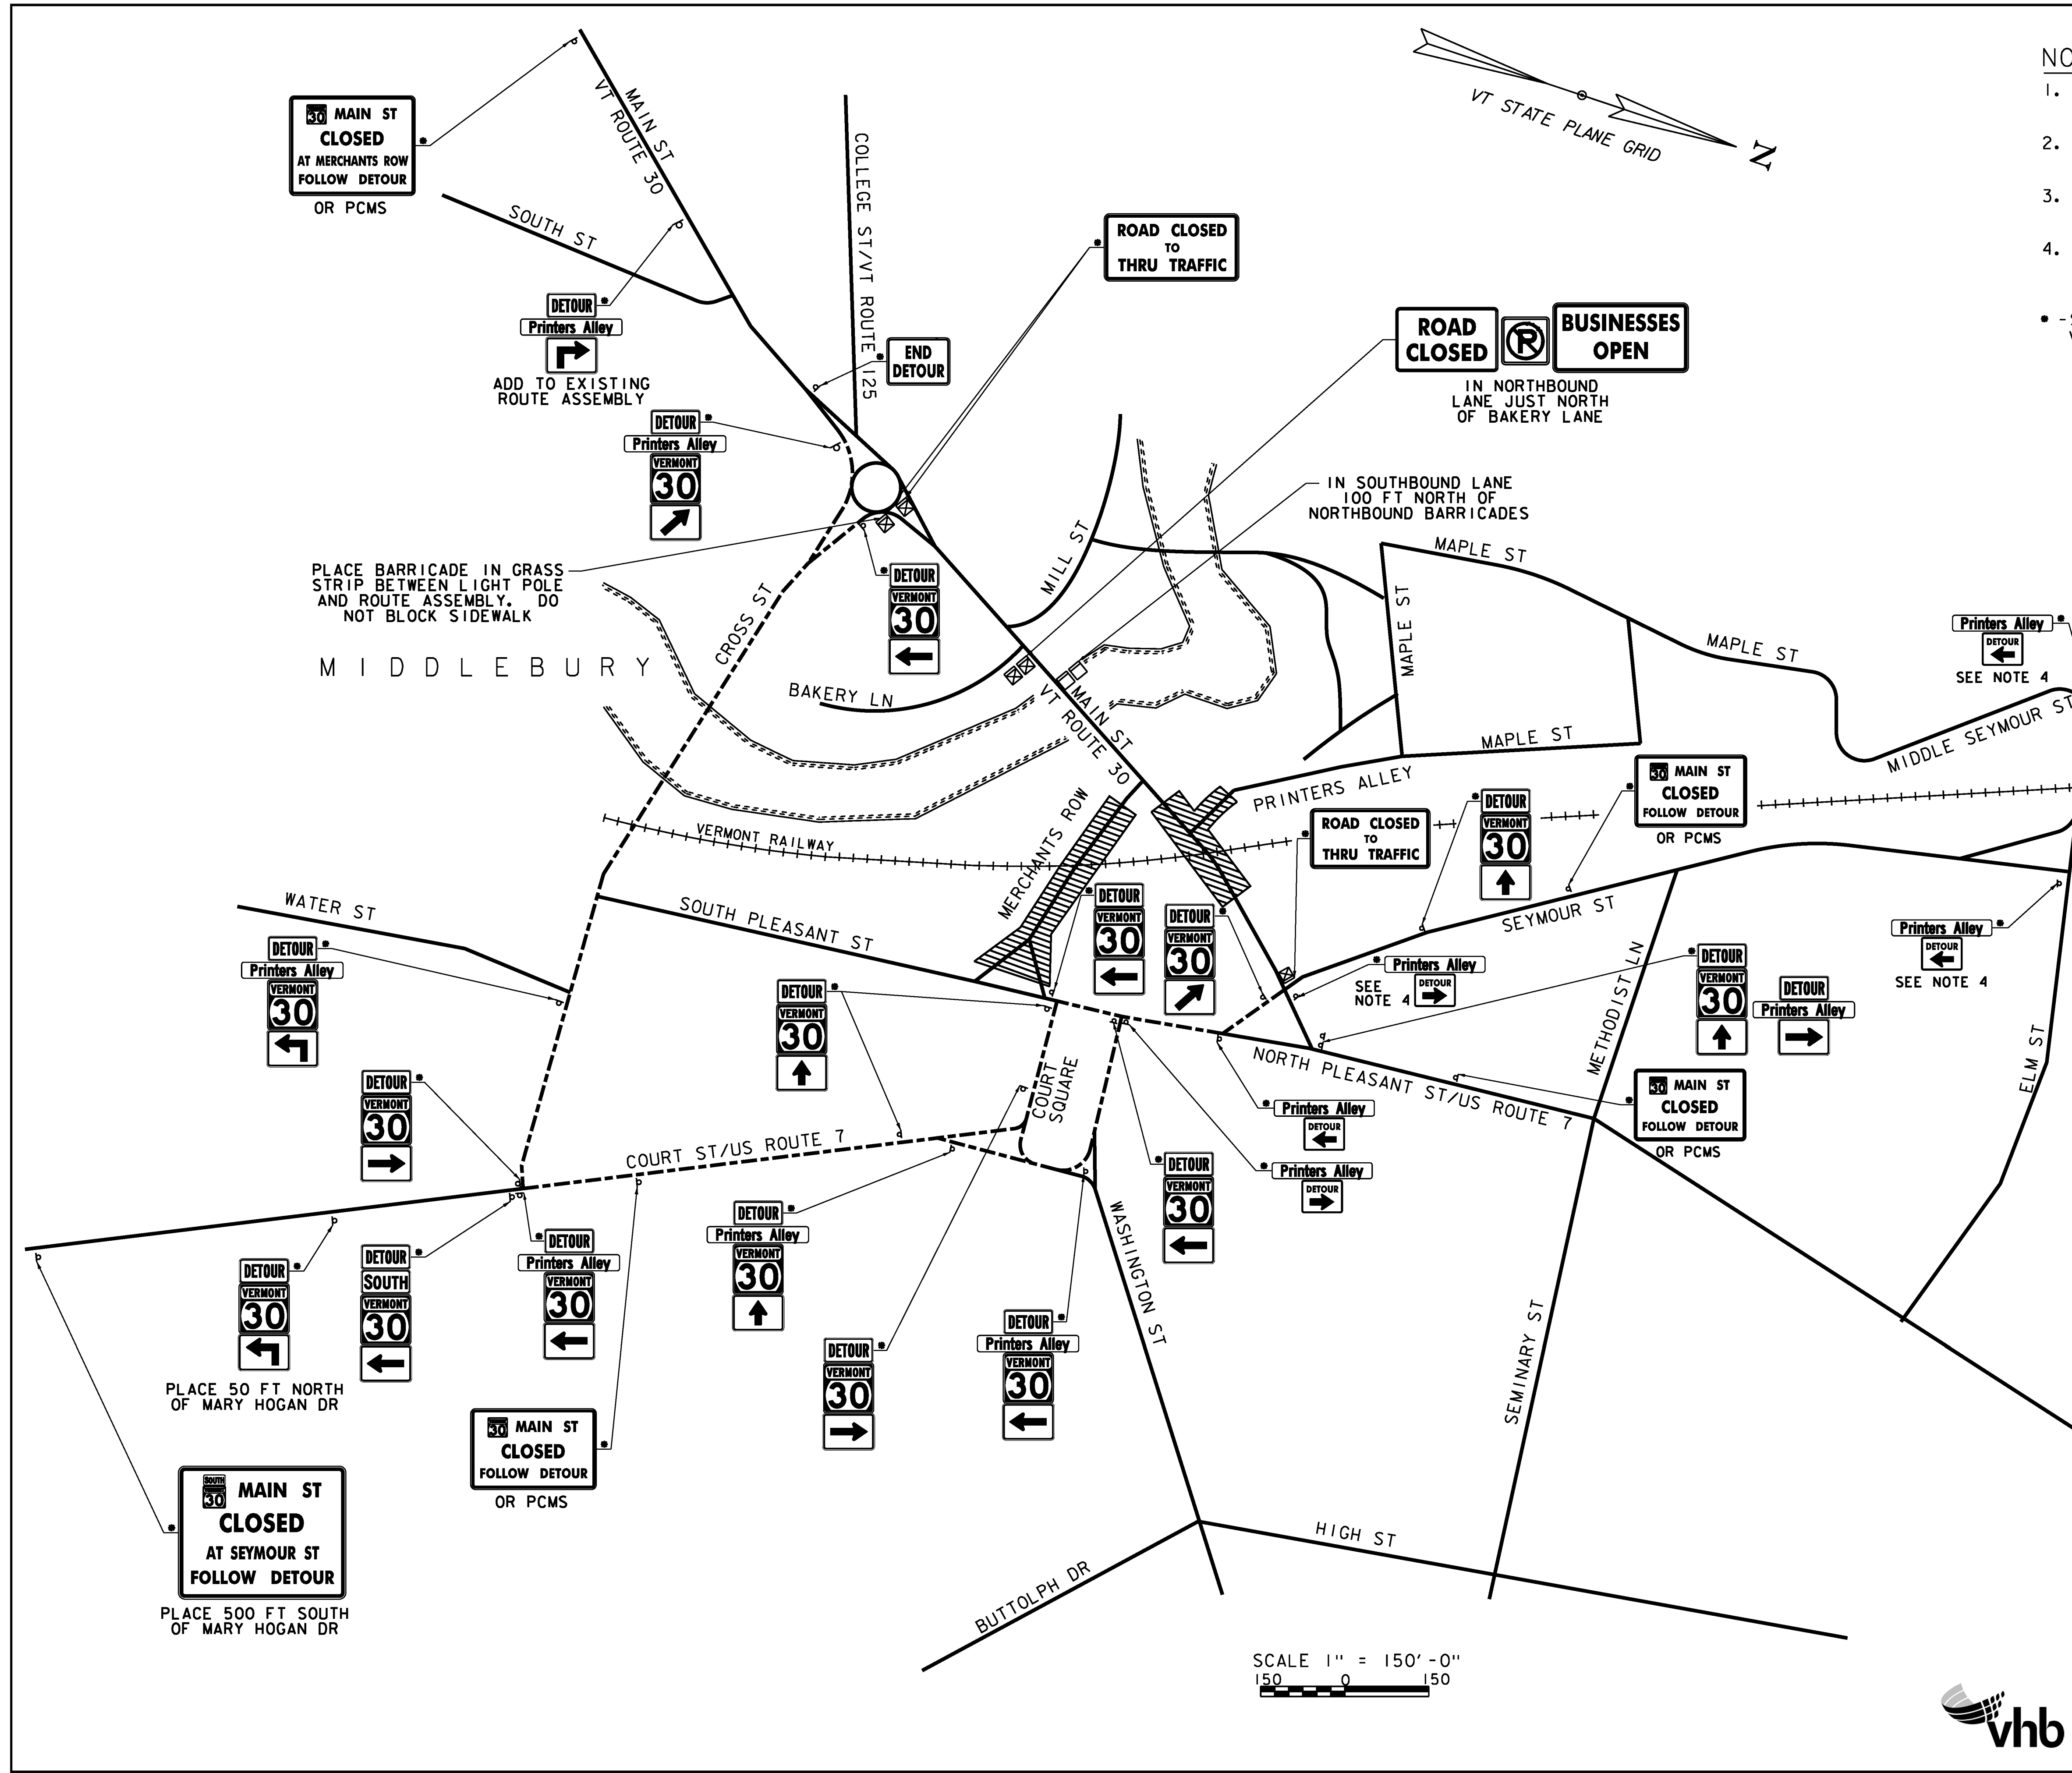 30 MAIN ST
CLOSED
AT MERCHANTS ROW
FOLLOW DETOUR
OR PCMS
MAIN ST
VT ROUTE 30
SOUTH ST
COLLEGE ST/VT ROUTE 125
VT STATE PLANE GRID
N
NO
1.
2.
3.
4.
ROAD CLOSED
TO
THRU TRAFFIC
DETOUR
Printers Alley
ADD TO EXISTING
ROUTE ASSEMBLY
END
DETOUR
ROAD
CLOSED
P
BUSINESSES
OPEN
IN NORTHBOUND
LANE JUST NORTH
OF BAKERY LANE
DETOUR
Printers Alley
VERMONT
30
IN SOUTHBOUND LANE
100 FT NORTH OF
NORTHBOUND BARRICADES
PLACE BARRICADE IN GRASS
STRIP BETWEEN LIGHT POLE
AND ROUTE ASSEMBLY. DO
NOT BLOCK SIDEWALK
DETOUR
VERMONT
30
MILL ST
MAPLE ST
MAPLE ST
MAPLE ST
MAPLE ST
CROSS ST
MIDDLEBURY
BAKERY LN
MAIN ST
VT ROUTE 30
Printers Alley
DETOUR
SEE NOTE 4
MIDDLE SEYMOUR ST
PRINTERS ALLEY
30 MAIN ST
CLOSED
FOLLOW DETOUR
OR PCMS
DETOUR
VERMONT
30
ROAD CLOSED
TO
THRU TRAFFIC
VERMONT RAILWAY
MERCHANTS ROW
WATER ST
SOUTH PLEASANT ST
DETOUR
VERMONT
30
DETOUR
VERMONT
30
SEYMOUR ST
Printers Alley
DETOUR
SEE NOTE 4
DETOUR
Printers Alley
VERMONT
30
DETOUR
VERMONT
30
Printers Alley
SEE
NOTE 4
DETOUR
METHODIST LN
DETOUR
VERMONT
30
DETOUR
Printers Alley
ELM ST
NORTH PLEASANT ST/US ROUTE 7
COURT
SQUARE
DETOUR
VERMONT
30
30 MAIN ST
CLOSED
FOLLOW DETOUR
OR PCMS
Printers Alley
DETOUR
COURT ST/US ROUTE 7
DETOUR
VERMONT
30
Printers Alley
DETOUR
DETOUR
VERMONT
30
DETOUR
SOUTH
VERMONT
30
DETOUR
Printers Alley
VERMONT
30
DETOUR
Printers Alley
VERMONT
30
WASHINGTON ST
PLACE 50 FT NORTH
OF MARY HOGAN DR
DETOUR
VERMONT
30
DETOUR
Printers Alley
VERMONT
30
SEMINARY ST
30 MAIN ST
CLOSED
FOLLOW DETOUR
OR PCMS
SOUTH
30 MAIN ST
CLOSED
AT SEYMOUR ST
FOLLOW DETOUR
PLACE 500 FT SOUTH
OF MARY HOGAN DR
HIGH ST
BUTTOLPH DR
SCALE 1" = 150'-0"
150 0 150
vhb